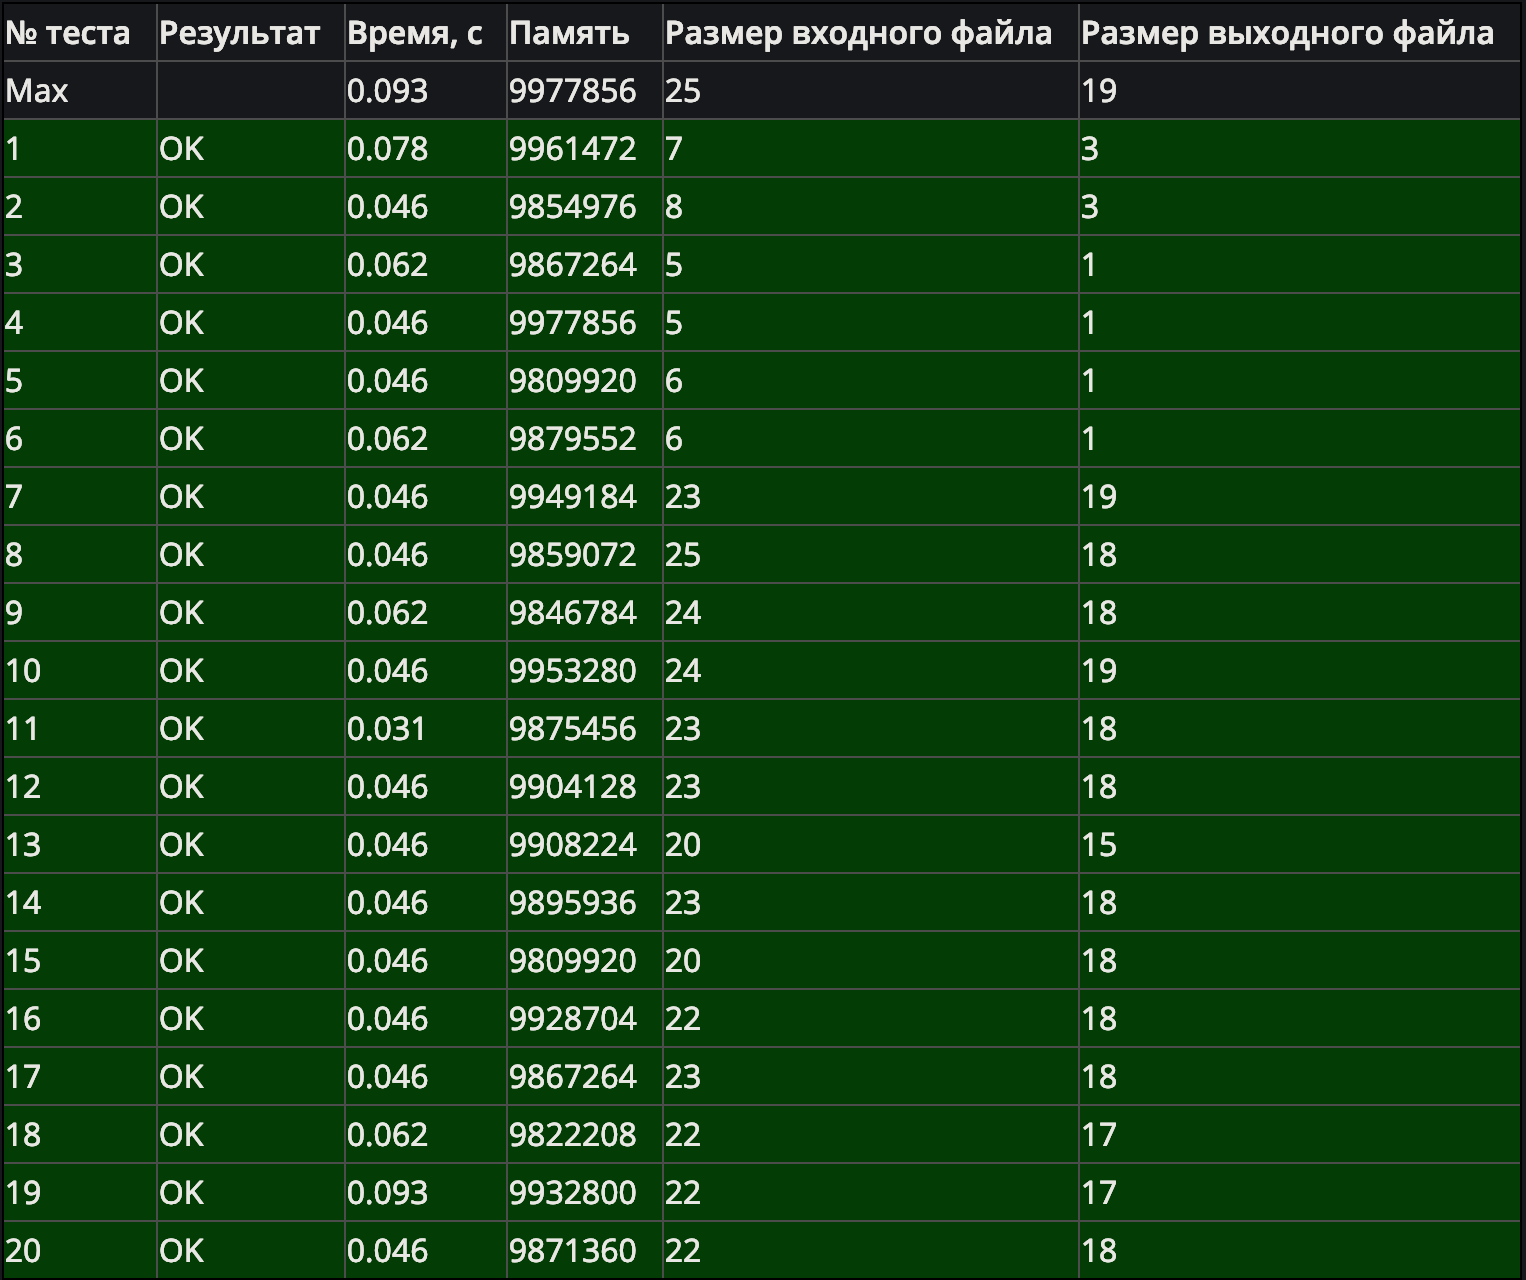 № теста Результат Время, с Память Размер входного файла Размер выходного файла
Max 0.093 9977856 25 19
1 OK 0.078 9961472 7 3
2 OK 0.046 9854976 8 3
3 OK 0.062 9867264 5 1
4 OK 0.046 9977856 5 1
5 OK 0.046 9809920 6 1
6 OK 0.062 9879552 6 1
7 OK 0.046 9949184 23 19
8 OK 0.046 9859072 25 18
9 OK 0.062 9846784 24 18
10 OK 0.046 9953280 24 19
11 OK 0.031 9875456 23 18
12 OK 0.046 9904128 23 18
13 OK 0.046 9908224 20 15
14 OK 0.046 9895936 23 18
15 OK 0.046 9809920 20 18
16 OK 0.046 9928704 22 18
17 OK 0.046 9867264 23 18
18 OK 0.062 9822208 22 17
19 OK 0.093 9932800 22 17
20 OK 0.046 9871360 22 18